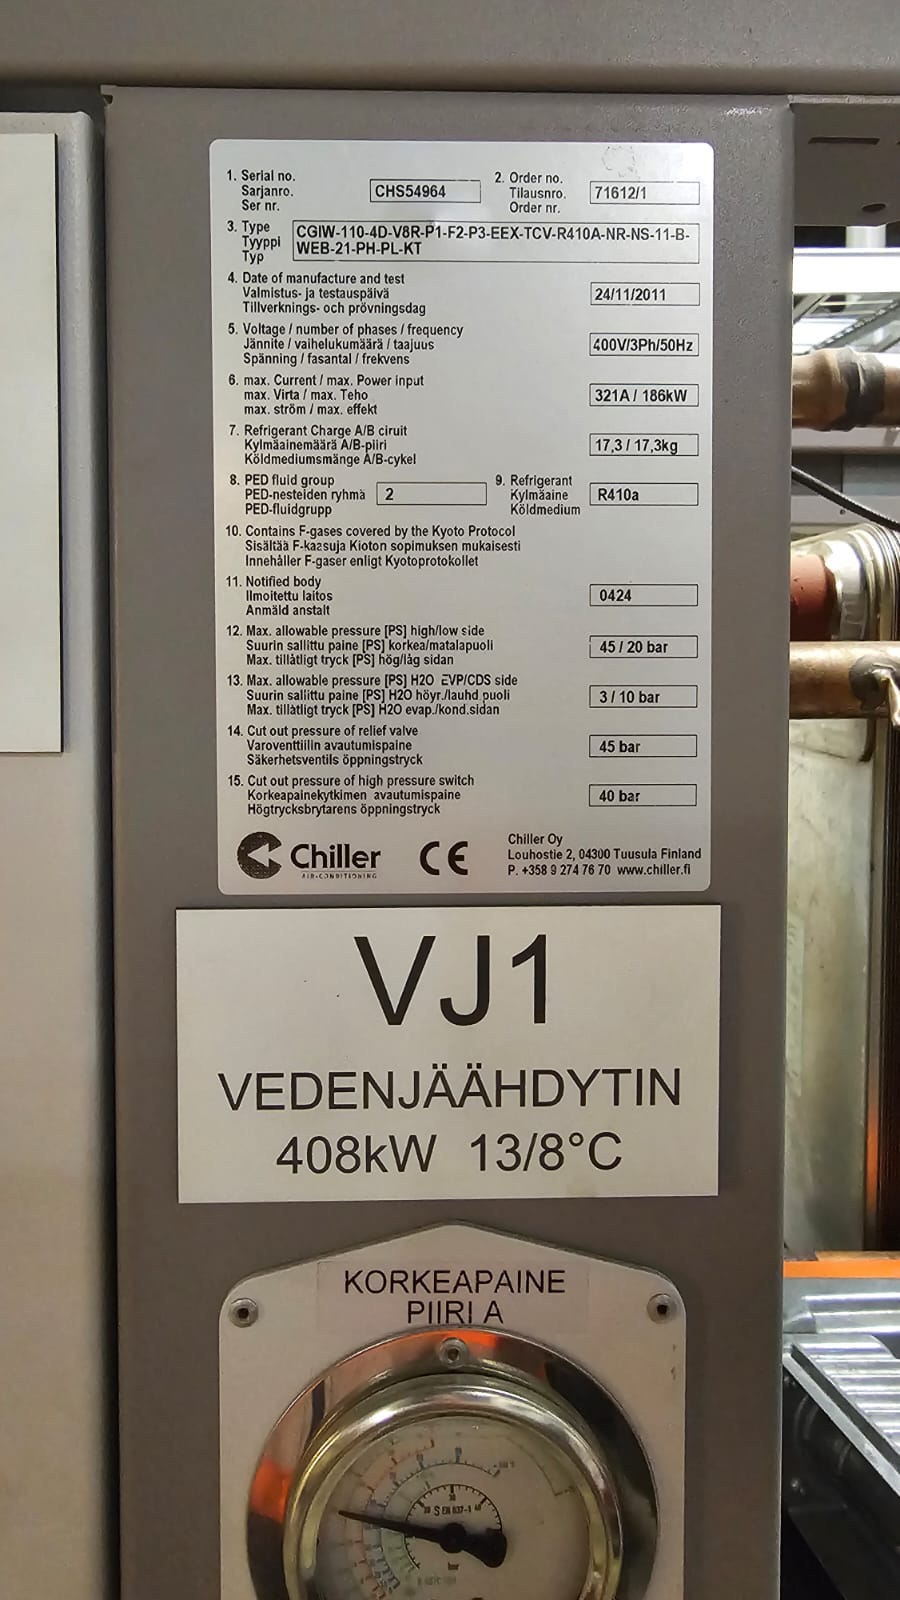 1. Serial no.
Sarjanro.
Ser nr.
CHS54964
2. Order no.
Tilausnro.
Order nr.
71612/1
3. Type
Tyyppi
Typ
CGIW-110-4D-V8R-P1-F2-P3-EEX-TCV-R410A-NR-NS-11-B-
WEB-21-PH-PL-KT
4. Date of manufacture and test
Valmistus- ja testauspäivä
Tillverknings- och prövningsdag
24/11/2011
5. Voltage / number of phases / frequency
Jännite / vaihelukumäärä / taajuus
Spänning / fasantal / frekvens
400V/3Ph/50Hz
6. max. Current / max. Power input
max. Virta / max. Teho
max. ström / max. effekt
321A / 186kW
7. Refrigerant Charge A/B ciruit
Kylmäainemäärä A/B-piiri
Köldmediumsmänge A/B-cykel
17,3 / 17,3kg
8. PED fluid group
PED-nesteiden ryhmä
PED-fluidgrupp
2
9. Refrigerant
Kylmäaine
Köldmedium
R410a
10. Contains F-gases covered by the Kyoto Protocol
Sisältää F-kaasuja Kioton sopimuksen mukaisesti
Innehåller F-gaser enligt Kyotoprotokollet
11. Notified body
Ilmoitettu laitos
Anmäld anstalt
0424
12. Max. allowable pressure [PS] high/low side
Suurin sallittu paine [PS] korkea/matalapuoli
Max. tillåtligt tryck [PS] hög/låg sidan
45 / 20 bar
13. Max. allowable pressure [PS] H2O EVP/CDS side
Suurin sallittu paine [PS] H2O höyr./lauhd.puoli
Max. tillåtligt tryck [PS] H2O evap./kond.sidan
3 / 10 bar
14. Cut out pressure of relief valve
Varoventtiilin avautumispaine
Säkerhetsventils öppningstryck
45 bar
15. Cut out pressure of high pressure switch
Korkeapainekytkimen avautumispaine
Högtrycksbrytarens öppningstryck
40 bar
Chiller
AIR-CONDITIONING
CE
Chiller Oy
Louhostie 2, 04300 Tuusula Finland
P. +358 9 274 76 70 www.chiller.fi
VJ1
VEDENJÄÄHDYTIN
408kW 13/8°C
KORKEAPAINE
PIIRI A
30
S EN 837-1 40
bar